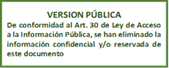 VERSION PÚBLICA
De conformidad al Art. 30 de Ley de Acceso
a la Información Pública, se han eliminado la
información confidencial y/o reservada de
este documento